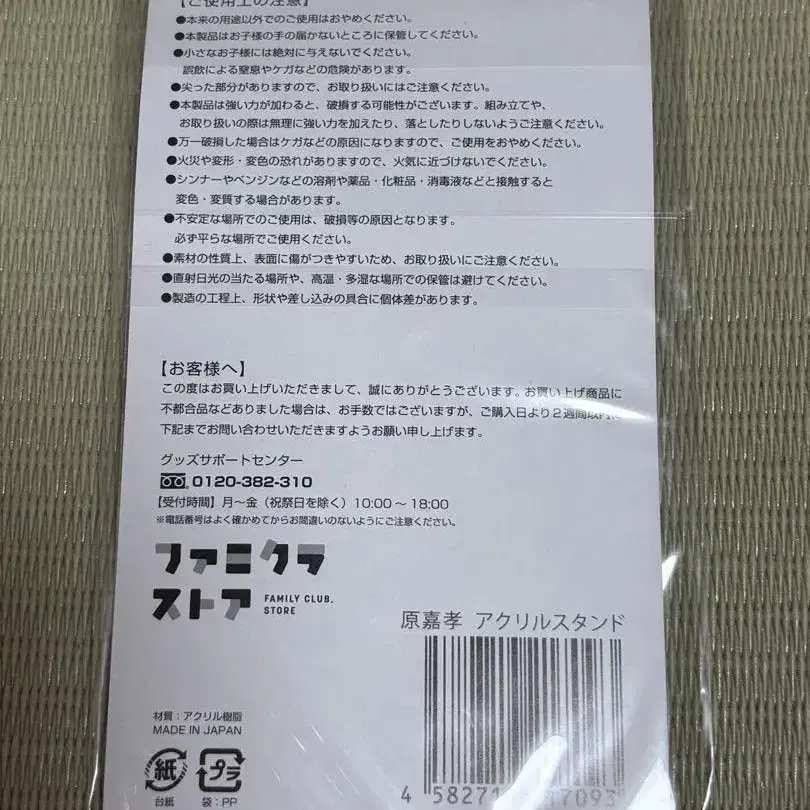 【ご使用上の注意】
●本来の用途以外でのご使用はおやめください。
●本製品はお子様の手の届かないところに保管してください。
●小さなお子様には絶対に与えないでください。
誤飲による窒息やケガなどの危険があります。
●尖った部分がありますので、お取り扱いにはご注意ください。
●本製品は強い力が加わると、破損する可能性がございます。組み立てや、
お取り扱いの際は無理に強い力を加えたり、落としたりしないようご注意ください。
●万一破損した場合はケガなどの原因になりますので、ご使用をおやめください。
●火災や変形・変色の恐れがありますので、火気に近づけないでください。
●シンナーやベンジンなどの溶剤や薬品・化粧品・消毒液などと接触すると
変色・変質する場合があります。
●不安定な場所でのご使用は、破損等の原因となります。
必ず平らな場所でご使用ください。
●素材の性質上、表面に傷がつきやすいため、お取り扱いにご注意ください。
●直射日光の当たる場所や、高温・多湿な場所での保管は避けてください。
●製造の工程上、形状や差し込みの具合に個体差があります。
【お客様へ】
この度はお買い上げいただきまして、誠にありがとうございます。お買い上げ商品に
不都合品などありました場合は、お手数ではございますが、ご購入日より2週間以内に
下記までお問い合わせいただきますようお願い申し上げます。
グッズサポートセンター
0120-382-310
【受付時間】月〜金（祝祭日を除く）10:00〜18:00
※電話番号はよく確かめてからお間違いのないようにご注意ください。
ファミクラ
ストア
FAMILY CLUB.
STORE
原嘉孝 アクリルスタンド
材質：アクリル樹脂
MADE IN JAPAN
紙
プラ
台紙
袋：PP
4 58271 7093